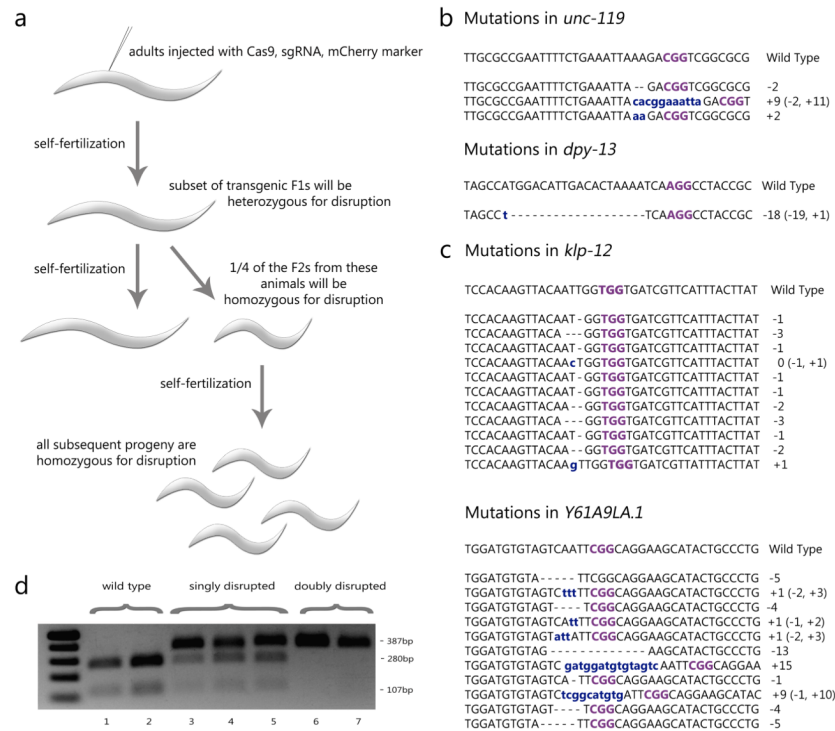 a
adults injected with Cas9, sgRNA, mCherry marker
self-fertilization
subset of transgenic F1s will be
heterozygous for disruption
self-fertilization
1/4 of the F2s from these
animals will be
homozygous for disruption
self-fertilization
all subsequent progeny are
homozygous for disruption
b Mutations in unc-119
TTGCGCCGAATTTTCTGAAATTAAAGACGGTCGGCGCG Wild Type
TTGCGCCGAATTTTCTGAAATTA--GACGGTCGGCGCG -2
TTGCGCCGAATTTTCTGAAATTAcacggaaattaGACGGT +9 (-2, +11)
TTGCGCCGAATTTTCTGAAATTAaaGACGGTCGGCGCG +2
Mutations in dpy-13
TAGCCATGGACATTGACACTAAAATCAAGGCCTACCGC Wild Type
TAGCCt-------------------TCAAGGCCTACCGC -18 (-19, +1)
c Mutations in klp-12
TCCACAAGTTACAATTGGTGGTGATCGTTCATTTACTTAT Wild Type
TCCACAAGTTACAAT-GGTGGTGATCGTTCATTTACTTAT -1
TCCACAAGTTACA---GGTGGTGATCGTTCATTTACTTAT -3
TCCACAAGTTACAAT-GGTGGTGATCGTTCATTTACTTAT -1
TCCACAAGTTACAAcTGGTGGTGATCGTTCATTTACTTAT 0 (-1, +1)
TCCACAAGTTACAAT-GGTGGTGATCGTTCATTTACTTAT -1
TCCACAAGTTACAAT-GGTGGTGATCGTTCATTTACTTAT -1
TCCACAAGTTACAA--GGTGGTGATCGTTCATTTACTTAT -2
TCCACAAGTTACA---GGTGGTGATCGTTCATTTACTTAT -3
TCCACAAGTTACAAT-GGTGGTGATCGTTCATTTACTTAT -1
TCCACAAGTTACAA--GGTGGTGATCGTTCATTTACTTAT -2
TCCACAAGTTACAAgTTGGTGGTGATCGTTATTTACTTAT +1
Mutations in Y61A9LA.1
TGGATGTGTAGTCAATTCGGCAGGAAGCATACTGCCCTG Wild Type
TGGATGTGTA-----TTCGGCAGGAAGCATACTGCCCTG -5
TGGATGTGTAGTCtttTTCGGCAGGAAGCATACTGCCCTG +1 (-2, +3)
TGGATGTGTAGT----TCGGCAGGAAGCATACTGCCCTG -4
TGGATGTGTAGTCAttTTCGGCAGGAAGCATACTGCCCTG +1 (-1, +2)
TGGATGTGTAGTattATTCGGCAGGAAGCATACTGCCCTG +1 (-2, +3)
TGGATGTGTAG-------------AAGCATACTGCCCTG -13
TGGATGTGTAGTCgatggatgtgtagtcAATTCGGCAGGAA +15
TGGATGTGTAGTCA-TTCGGCAGGAAGCATACTGCCCTG -1
TGGATGTGTAGTCtcggcatgtgATTCGGCAGGAAGCATAC +9 (-1, +10)
TGGATGTGTAGT----TCGGCAGGAAGCATACTGCCCTG -4
TGGATGTGTA-----TTCGGCAGGAAGCATACTGCCCTG -5
d
wild type singly disrupted doubly disrupted
- 387bp
- 280bp
- 107bp
1 2 3 4 5 6 7